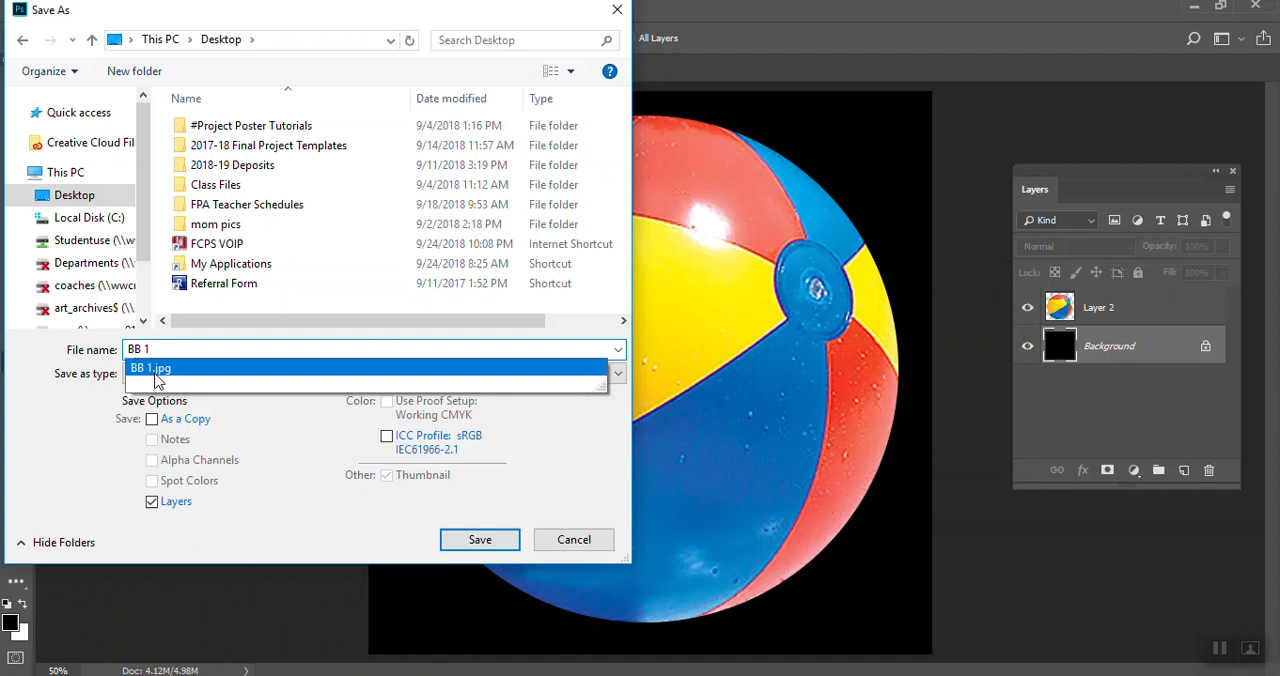 Ps Save As
This PC Desktop
Search Desktop
All Layers
Organize New folder
Name Date modified Type
Quick access
Creative Cloud Fil
This PC
Desktop
Local Disk (C:)
Studentuse (\\w
Departments (\\
coaches (\\wwcr
art_archives$ (\\
#Project Poster Tutorials 9/4/2018 1:16 PM File folder
2017-18 Final Project Templates 9/14/2018 11:57 AM File folder
2018-19 Deposits 9/11/2018 3:19 PM File folder
Class Files 9/4/2018 11:12 AM File folder
FPA Teacher Schedules 9/18/2018 9:53 AM File folder
mom pics 9/2/2018 2:18 PM File folder
FCPS VOIP 9/24/2018 10:08 PM Internet Shortcut
My Applications 9/24/2018 8:25 AM Shortcut
Referral Form 9/11/2017 1:52 PM Shortcut
File name: BB 1
BB 1.jpg
Save as type:
Save Options
Save: As a Copy
Notes
Alpha Channels
Spot Colors
Layers
Color: Use Proof Setup:
Working CMYK
ICC Profile: sRGB
IEC61966-2.1
Other: Thumbnail
Hide Folders
Save Cancel
Layers
Kind
Normal Opacity: 100%
Lock: Fill: 100%
Layer 2
Background
fx
50% Doc: 4.12M/4.98M